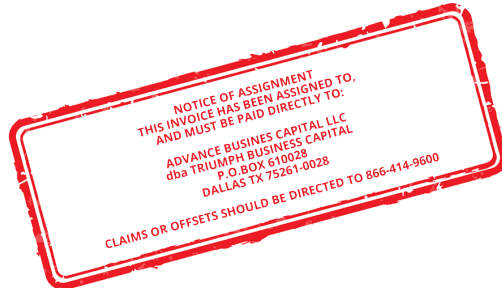 NOTICE OF ASSIGNMENT
THIS INVOICE HAS BEEN ASSIGNED TO,
AND MUST BE PAID DIRECTLY TO:
ADVANCE BUSINES CAPITAL LLC
dba TRIUMPH BUSINESS CAPITAL
P.O.BOX 610028
DALLAS TX 75261-0028
CLAIMS OR OFFSETS SHOULD BE DIRECTED TO 866-414-9600